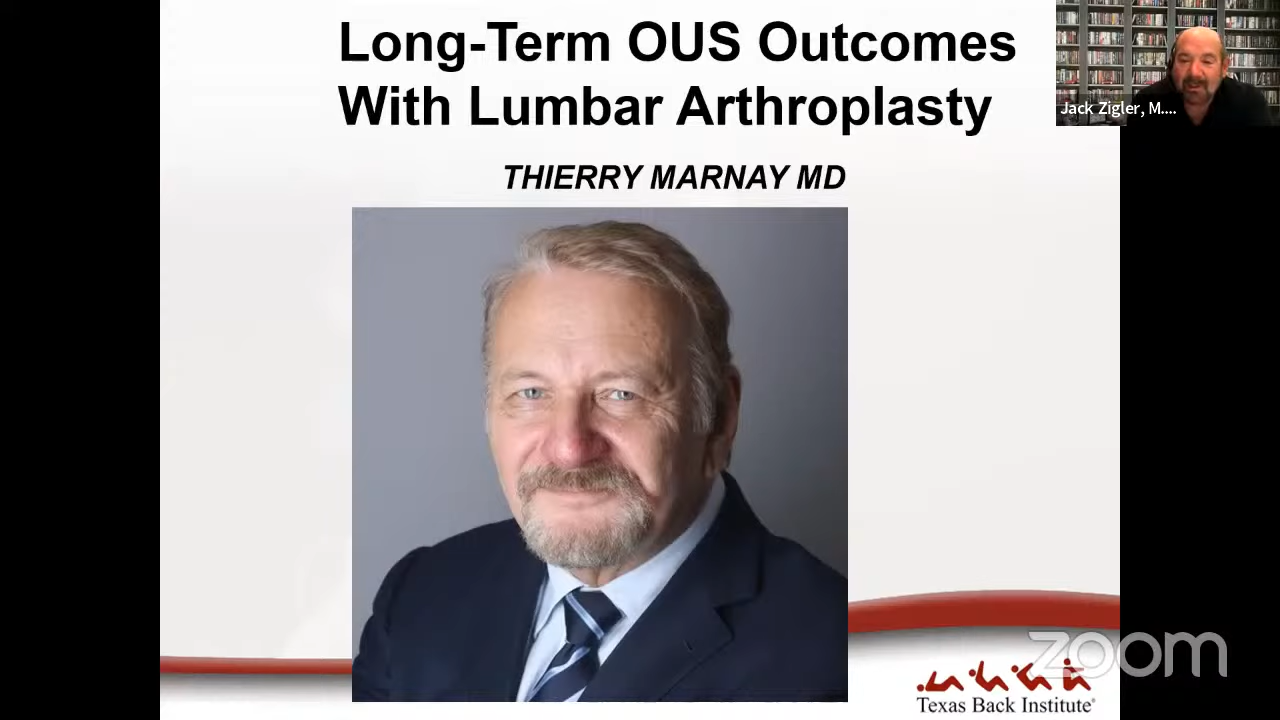 Long-Term OUS Outcomes
With Lumbar Arthroplasty
THIERRY MARNAY MD
Jack Zigler, M....
zoom
Texas Back Institute®